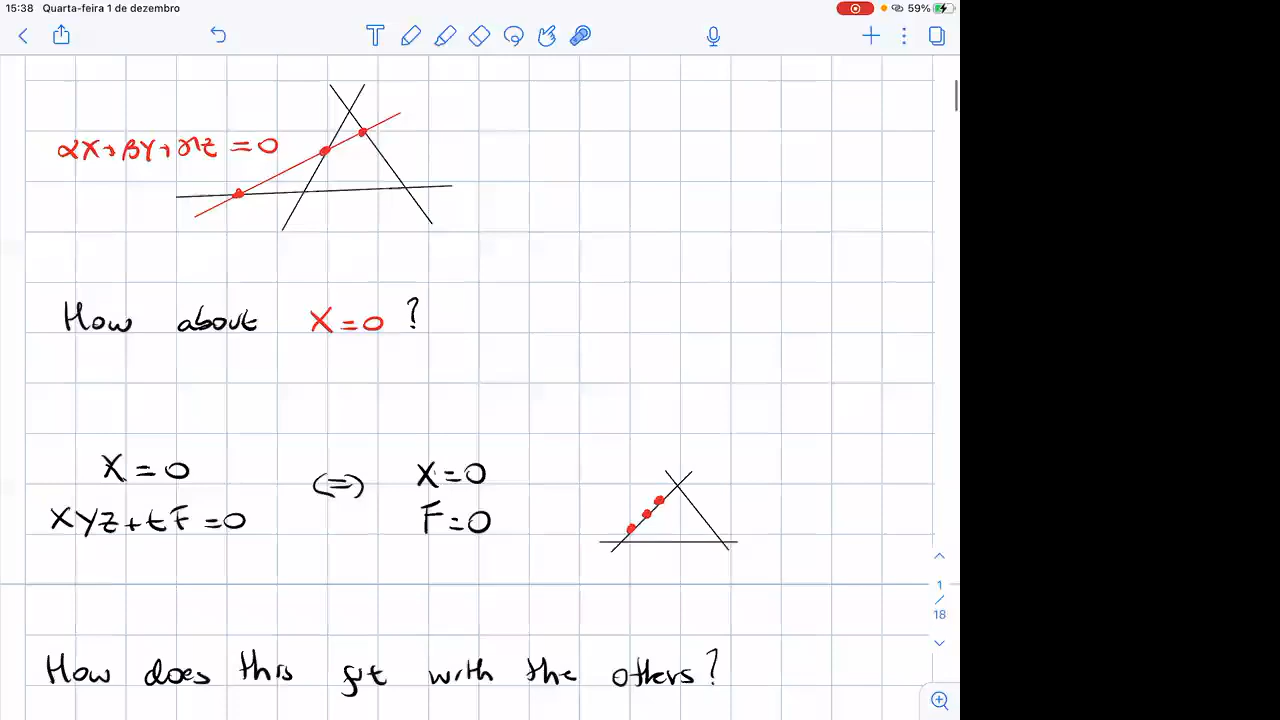 15:38 Quarta-feira 1 de dezembro 59%
αX+βY+γZ=0
How about X=0 ?
X=0 (=) X=0
XYZ+tF=0 F=0
1
/
18
How does this fit with the others?